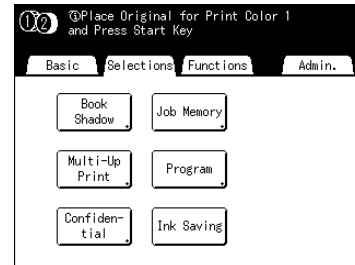 ①② ①Place Original for Print Color 1
and Press Start Key
Basic Selections Functions Admin.
Book
Shadow
Job Memory
Multi-Up
Print
Program
Confiden-
tial
Ink Saving